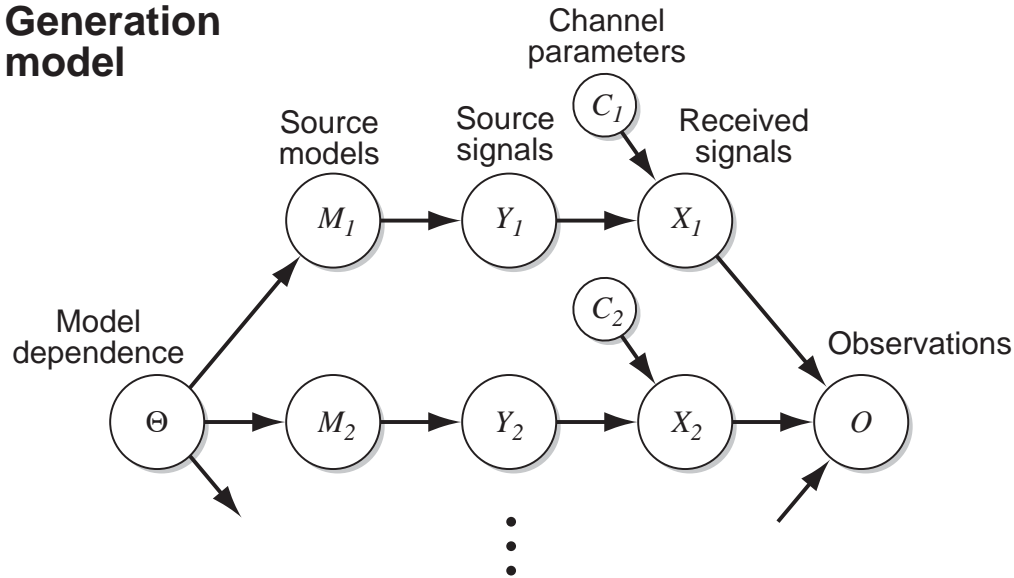 Generation
model
Channel
parameters
C1
Source
models
Source
signals
Received
signals
M1
Y1
X1
C2
Model
dependence
Observations
Θ
M2
Y2
X2
O